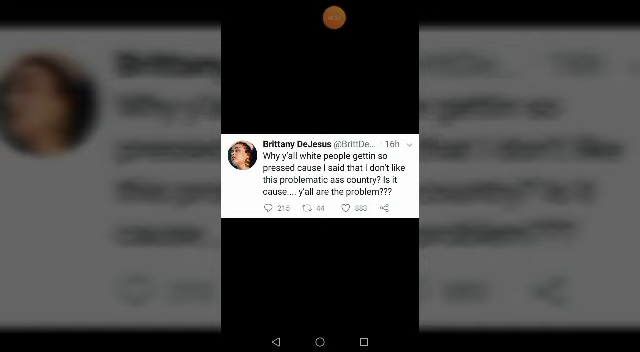 Brittany DeJesus @BrittDe... · 16h
Why y'all white people gettin so
pressed cause I said that I don't like
this problematic ass country? Is it
cause.... y'all are the problem???
215 44 883